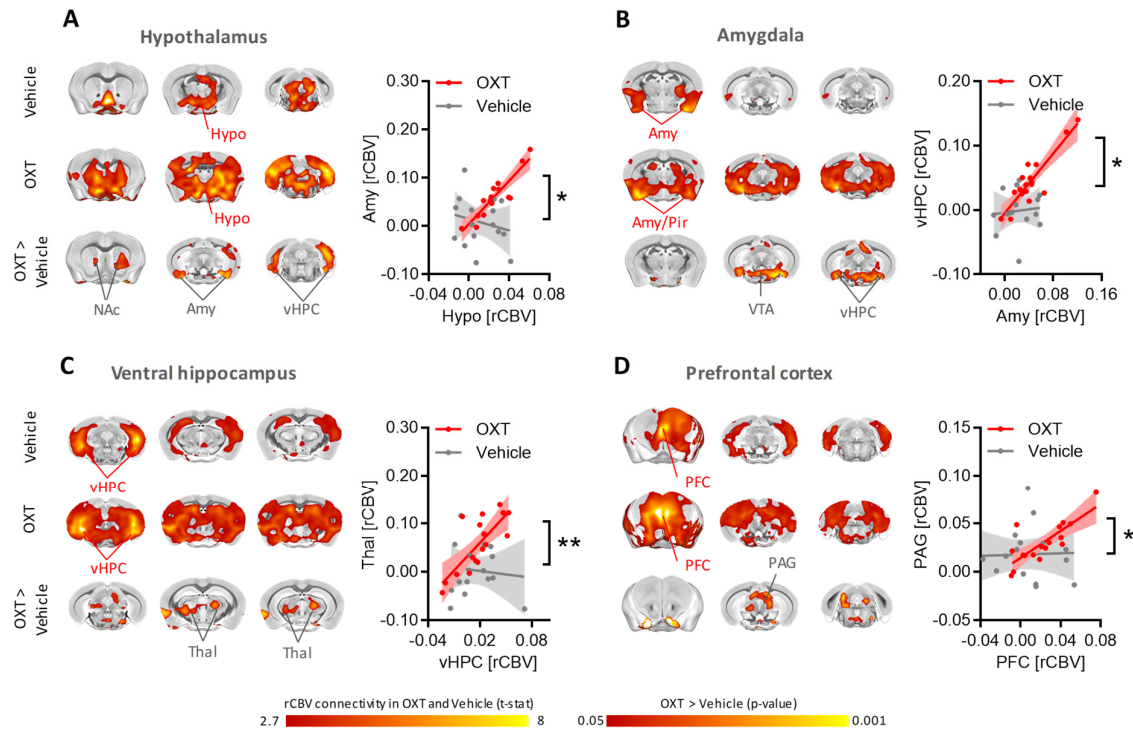 A
Hypothalamus
Vehicle
Hypo
OXT
Hypo
OXT >
Vehicle
NAc
Amy
vHPC
OXT
Vehicle
0.30
0.20
0.10
0.00
-0.10
Amy [rCBV]
-0.04
0.00
0.04
0.08
Hypo [rCBV]
*
B
Amygdala
Amy
Amy/Pir
VTA
vHPC
OXT
Vehicle
0.20
0.10
0.00
-0.10
vHPC [rCBV]
0.00
0.08
0.16
Amy [rCBV]
*
C
Ventral hippocampus
Vehicle
vHPC
OXT
vHPC
OXT >
Vehicle
Thal
Thal
OXT
Vehicle
0.30
0.20
0.10
0.00
-0.10
Thal [rCBV]
-0.04
0.02
0.08
vHPC [rCBV]
**
D
Prefrontal cortex
PFC
PFC
PAG
OXT
Vehicle
0.15
0.10
0.05
0.00
-0.05
PAG [rCBV]
-0.04
0.00
0.04
0.08
PFC [rCBV]
*
rCBV connectivity in OXT and Vehicle (t-stat)
2.7
8
OXT > Vehicle (p-value)
0.05
0.001